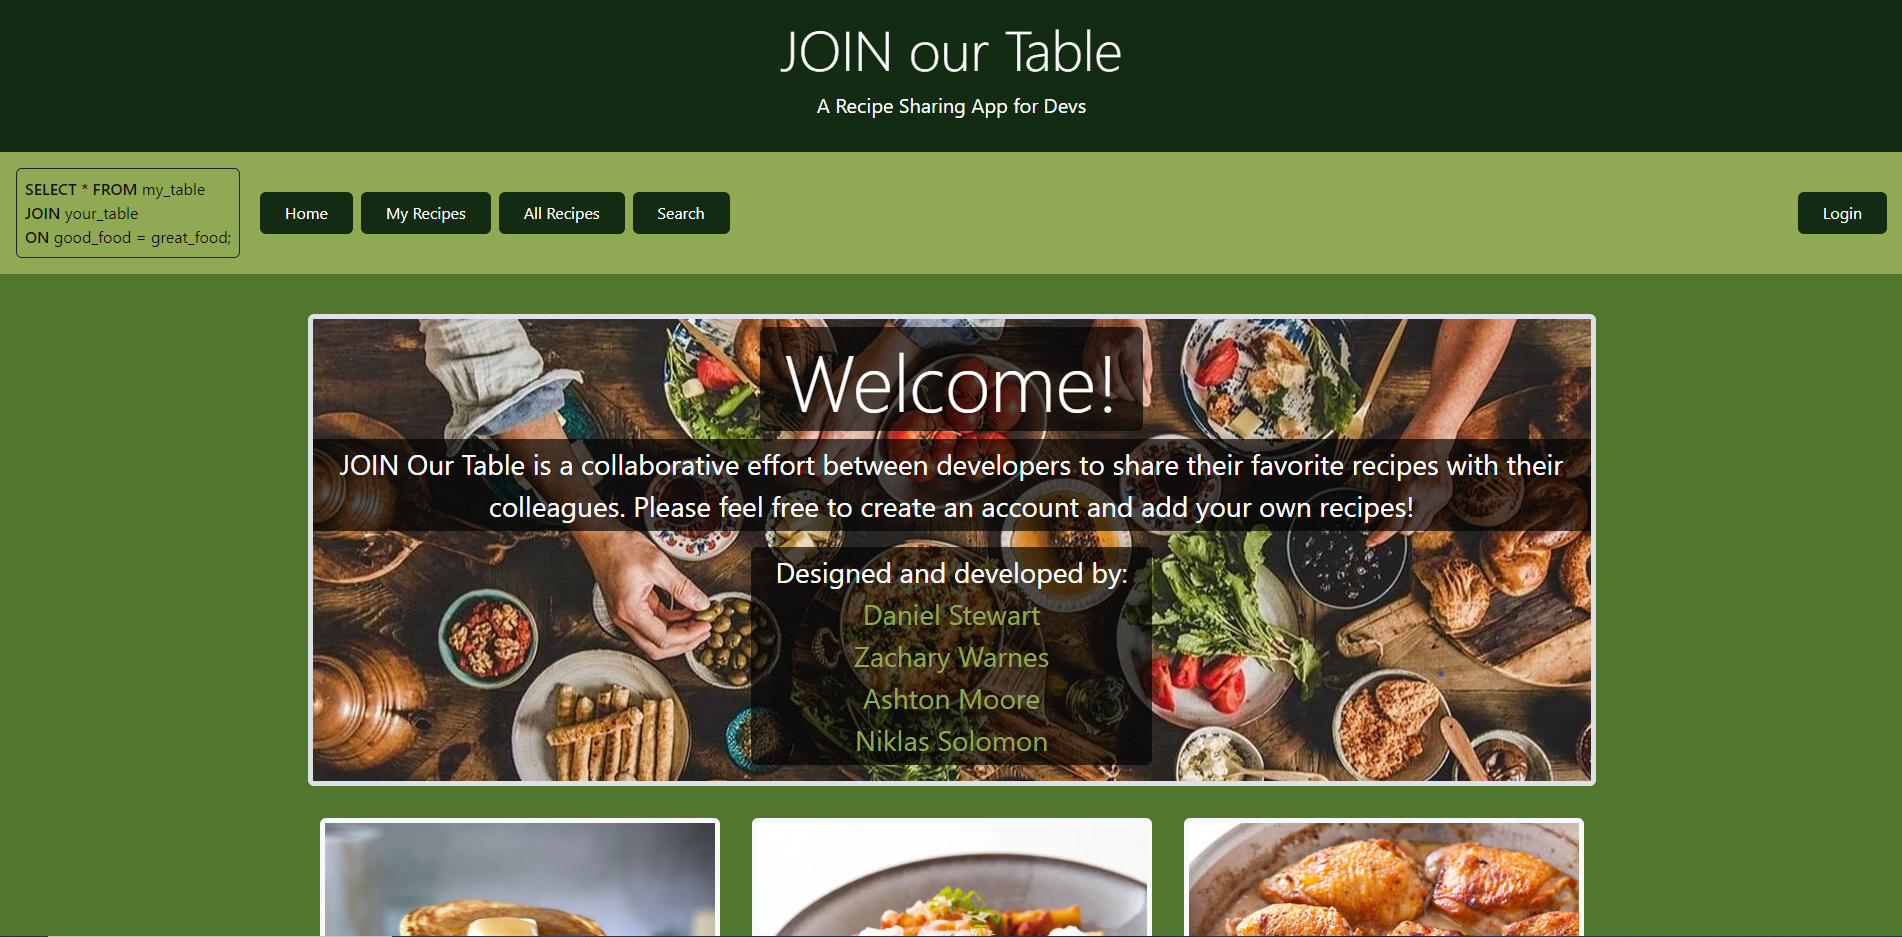 JOIN our Table
A Recipe Sharing App for Devs
SELECT * FROM my_table
JOIN your_table
ON good_food = great_food;
Home
My Recipes
All Recipes
Search
Login
Welcome!
JOIN Our Table is a collaborative effort between developers to share their favorite recipes with their
colleagues. Please feel free to create an account and add your own recipes!
Designed and developed by:
Daniel Stewart
Zachary Warnes
Ashton Moore
Niklas Solomon